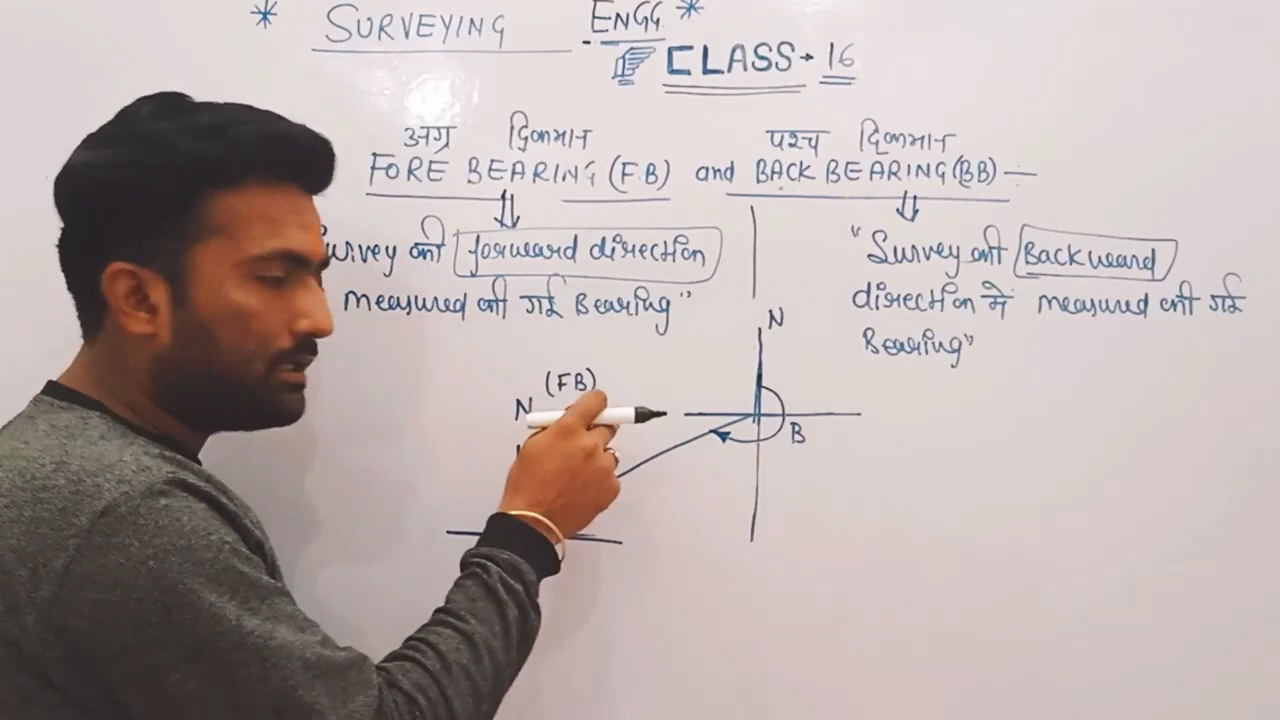 * SURVEYING ENGG *
CLASS → 16
अग्र दिक्मान पश्च दिक्मान
FORE BEARING (F.B) and BACK BEARING (BB) —
Survey की forward direction
measured की गई Bearing"
"Survey की Backward
direction में measured की गई
Bearing"
N
(FB)
N
B